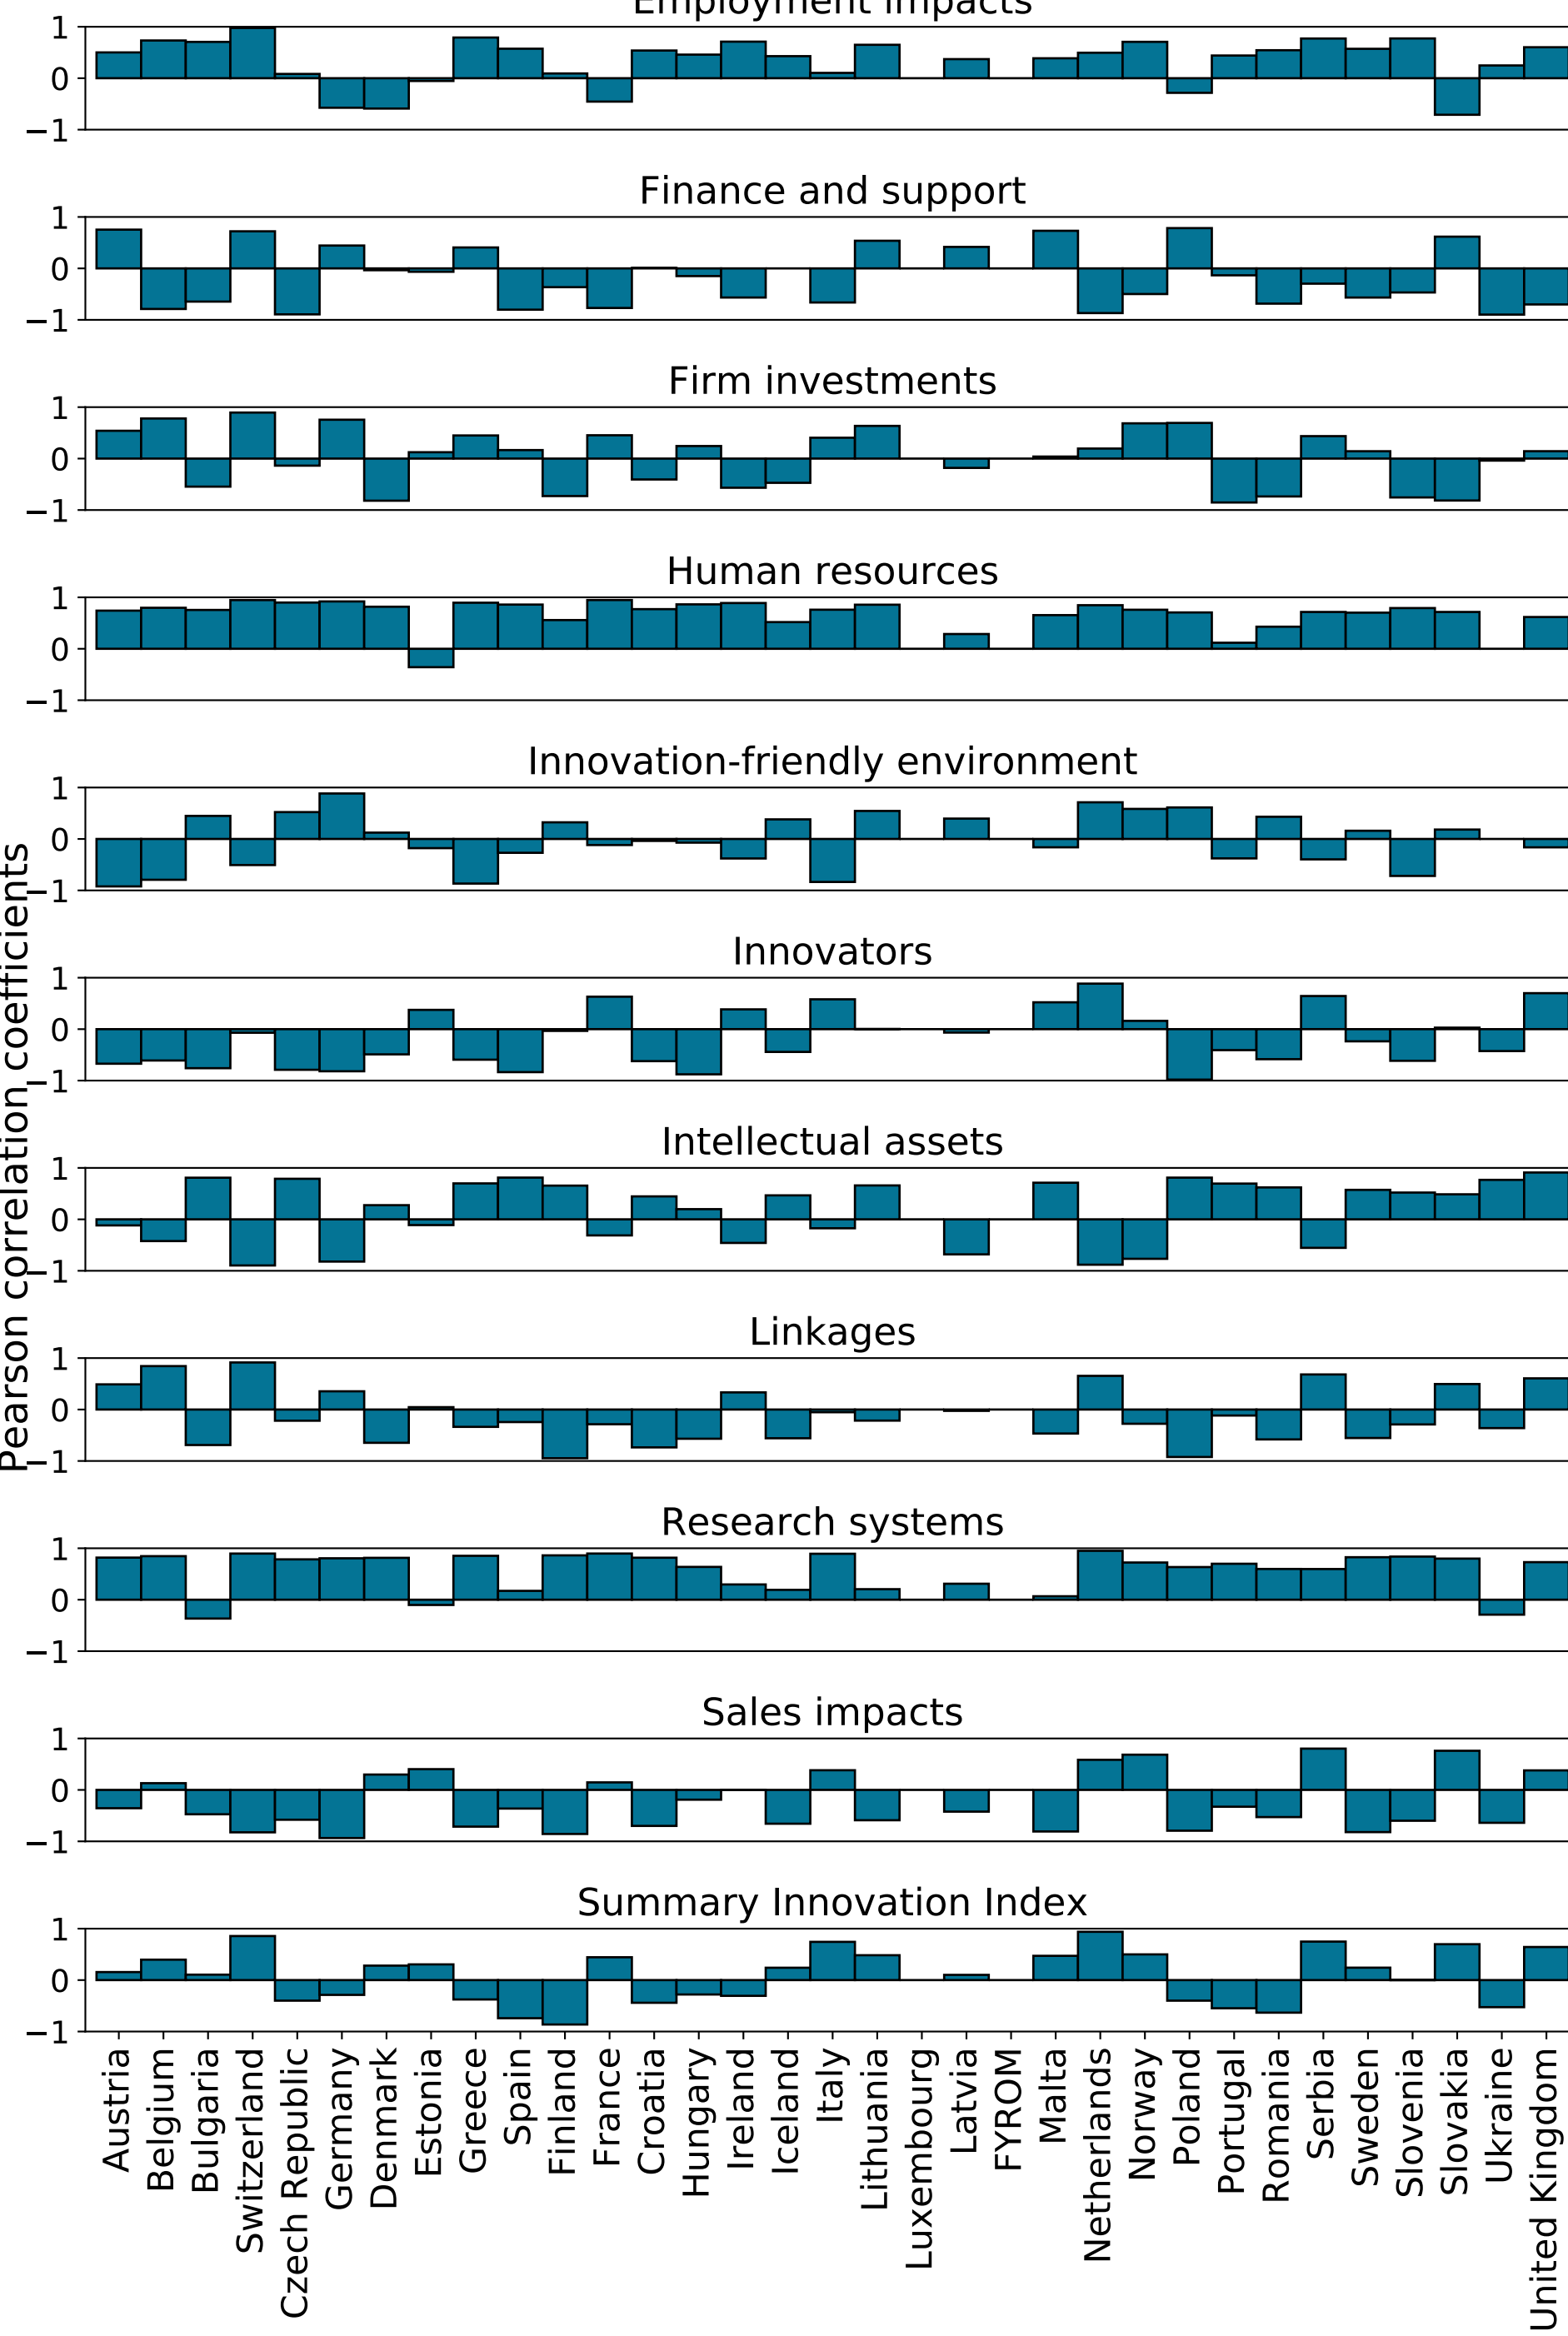 Employment impacts
1
0
−1
Finance and support
1
0
−1
Firm investments
1
0
−1
Human resources
1
0
−1
Innovation-friendly environment
1
0
−1
Innovators
1
0
−1
Intellectual assets
1
0
−1
Linkages
1
0
−1
Research systems
1
0
−1
Sales impacts
1
0
−1
Summary Innovation Index
1
0
−1
Pearson correlation coefficients
Austria
Belgium
Bulgaria
Switzerland
Czech Republic
Germany
Denmark
Estonia
Greece
Spain
Finland
France
Croatia
Hungary
Ireland
Iceland
Italy
Lithuania
Luxembourg
Latvia
FYROM
Malta
Netherlands
Norway
Poland
Portugal
Romania
Serbia
Sweden
Slovenia
Slovakia
Ukraine
United Kingdom